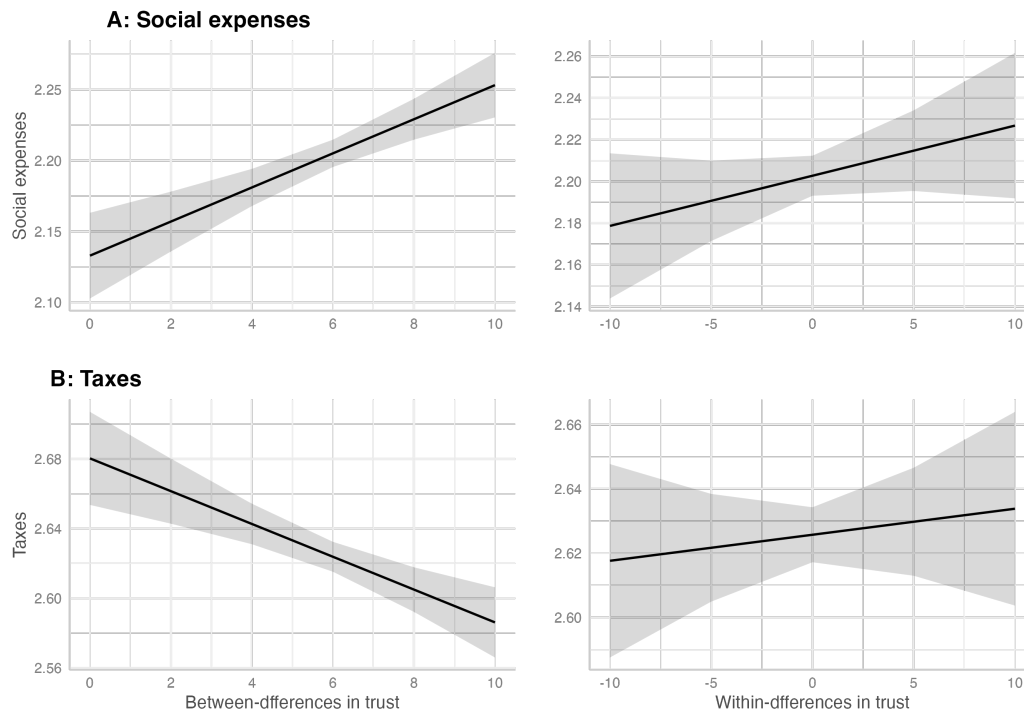 A: Social expenses
Social expenses
2.25
2.20
2.15
2.10
0 2 4 6 8 10
2.26
2.24
2.22
2.20
2.18
2.16
2.14
-10 -5 0 5 10
B: Taxes
Taxes
2.68
2.64
2.60
2.56
0 2 4 6 8 10
Between-dfferences in trust
2.66
2.64
2.62
2.60
-10 -5 0 5 10
Within-dfferences in trust